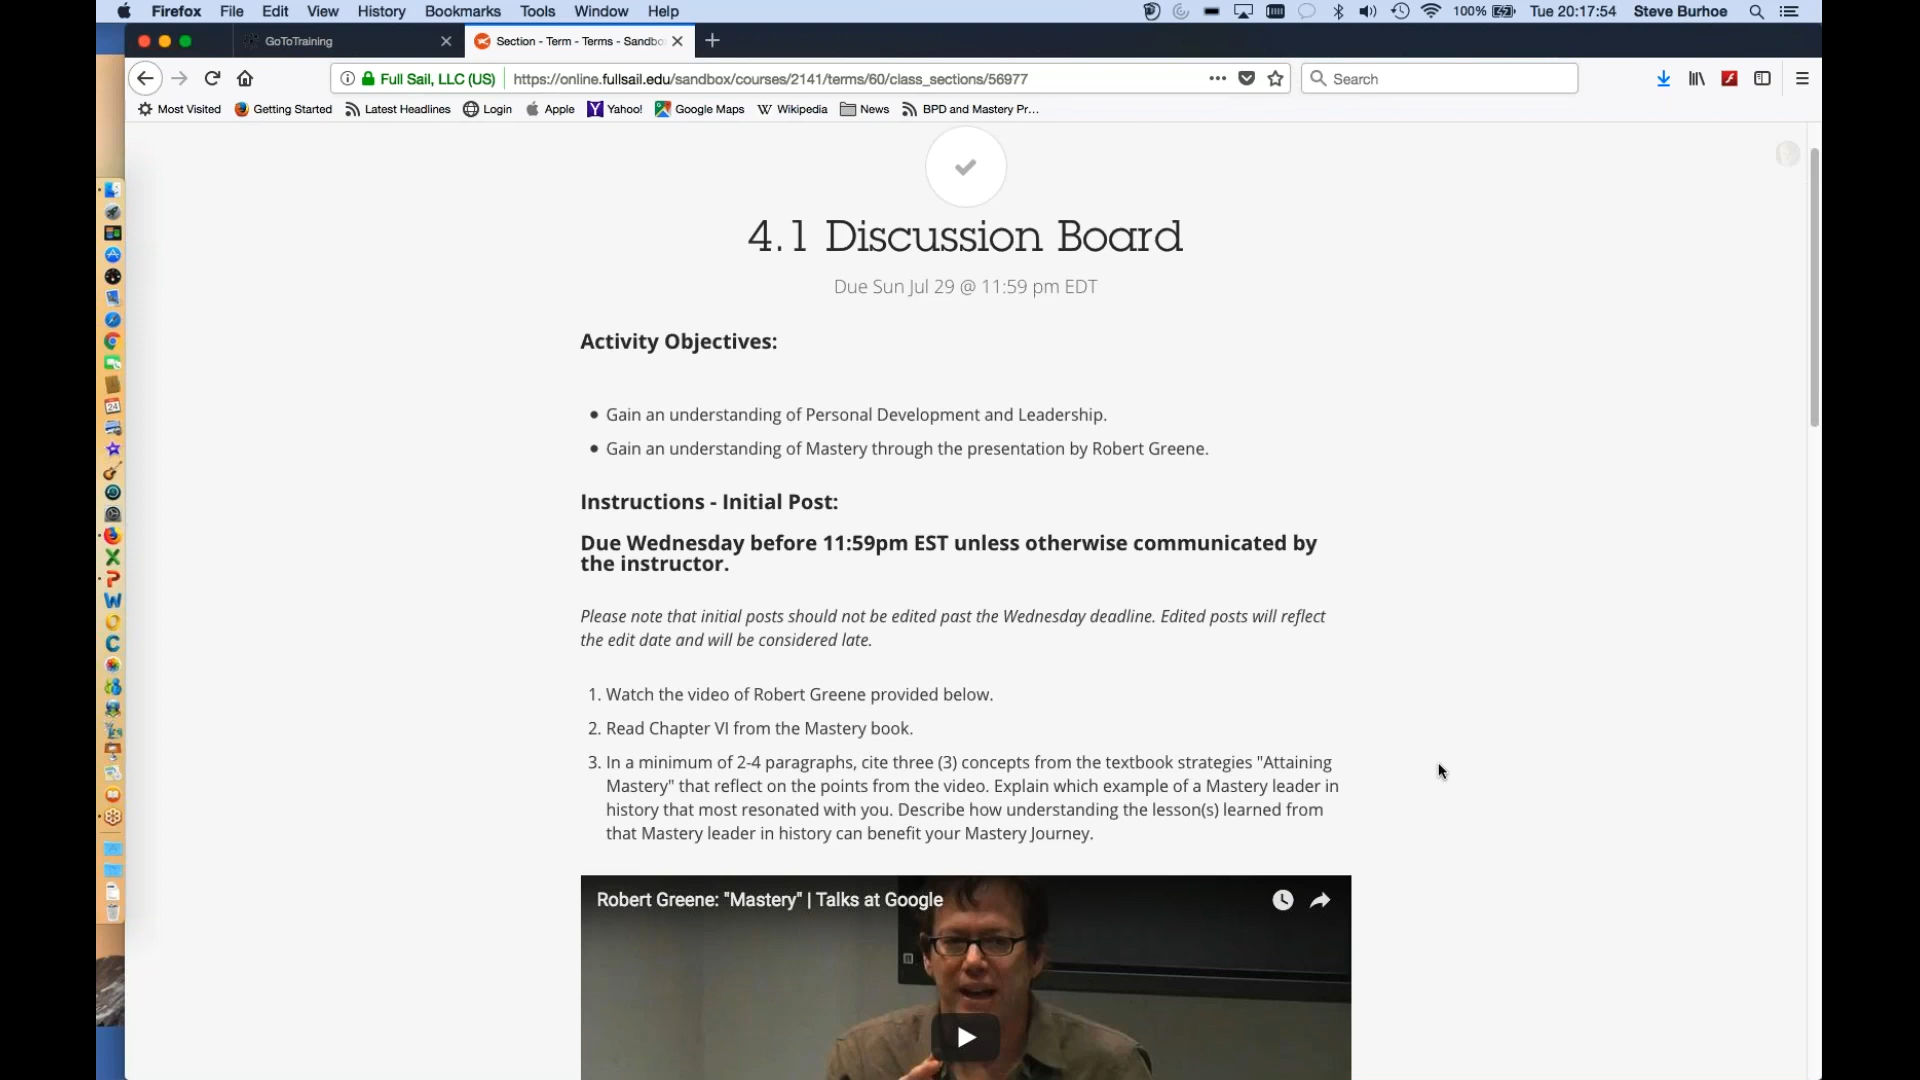 Firefox File Edit View History Bookmarks Tools Window Help 100% Tue 20:17:54 Steve Burhoe
GoToTraining Section - Term - Terms - Sandbo
Full Sail, LLC (US) https://online.fullsail.edu/sandbox/courses/2141/terms/60/class_sections/56977 Search
Most Visited Getting Started Latest Headlines Login Apple Yahoo! Google Maps Wikipedia News BPD and Mastery Pr...
4.1 Discussion Board
Due Sun Jul 29 @ 11:59 pm EDT
Activity Objectives:
Gain an understanding of Personal Development and Leadership.
Gain an understanding of Mastery through the presentation by Robert Greene.
Instructions - Initial Post:
Due Wednesday before 11:59pm EST unless otherwise communicated by
the instructor.
Please note that initial posts should not be edited past the Wednesday deadline. Edited posts will reflect
the edit date and will be considered late.
1. Watch the video of Robert Greene provided below.
2. Read Chapter VI from the Mastery book.
3. In a minimum of 2-4 paragraphs, cite three (3) concepts from the textbook strategies "Attaining
Mastery" that reflect on the points from the video. Explain which example of a Mastery leader in
history that most resonated with you. Describe how understanding the lesson(s) learned from
that Mastery leader in history can benefit your Mastery Journey.
Robert Greene: "Mastery" | Talks at Google